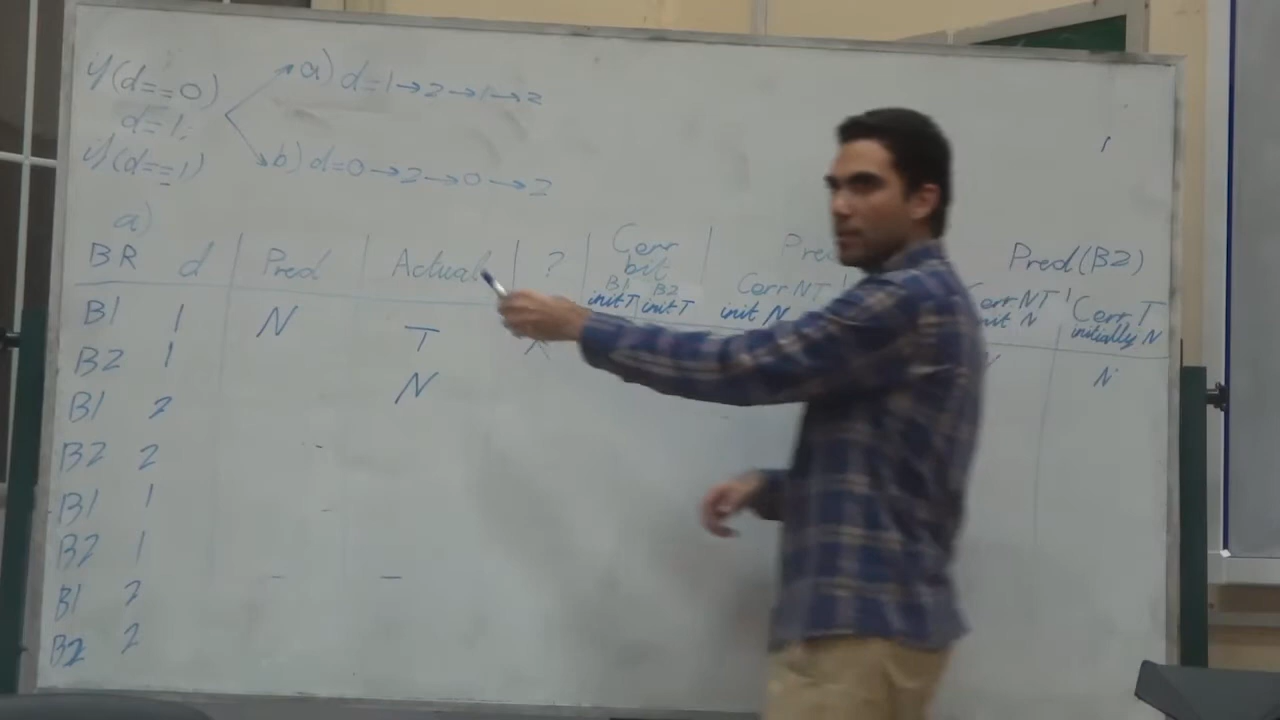 if(d==0)
d=1;
if(d==1)
a) d=1→2→1→2
b) d=0→2→0→2
a)
BR d Pred Actual ? Corr bit Pred(B2)
B1 init T B2 init T Corr NT init N Corr NT init N Corr T initially N
B1 1 N T N
B2 1 N
B1 2
B2 2
B1 1
B2 1
B1 2
B2 2